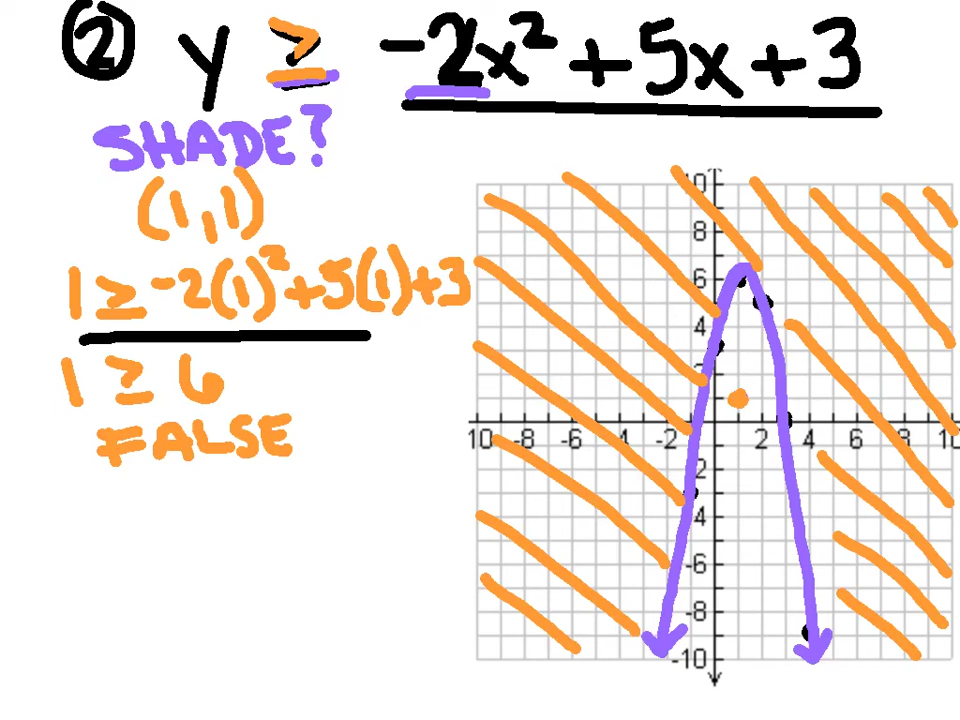 ② y ≥ -2x² + 5x + 3
SHADE?
(1,1)
1 ≥ -2(1)² + 5(1) + 3
1 ≥ 6
FALSE
10
8
6
4
2
10 -8 -6 -2 2 4 6 8 10
2
4
-6
-8
-10